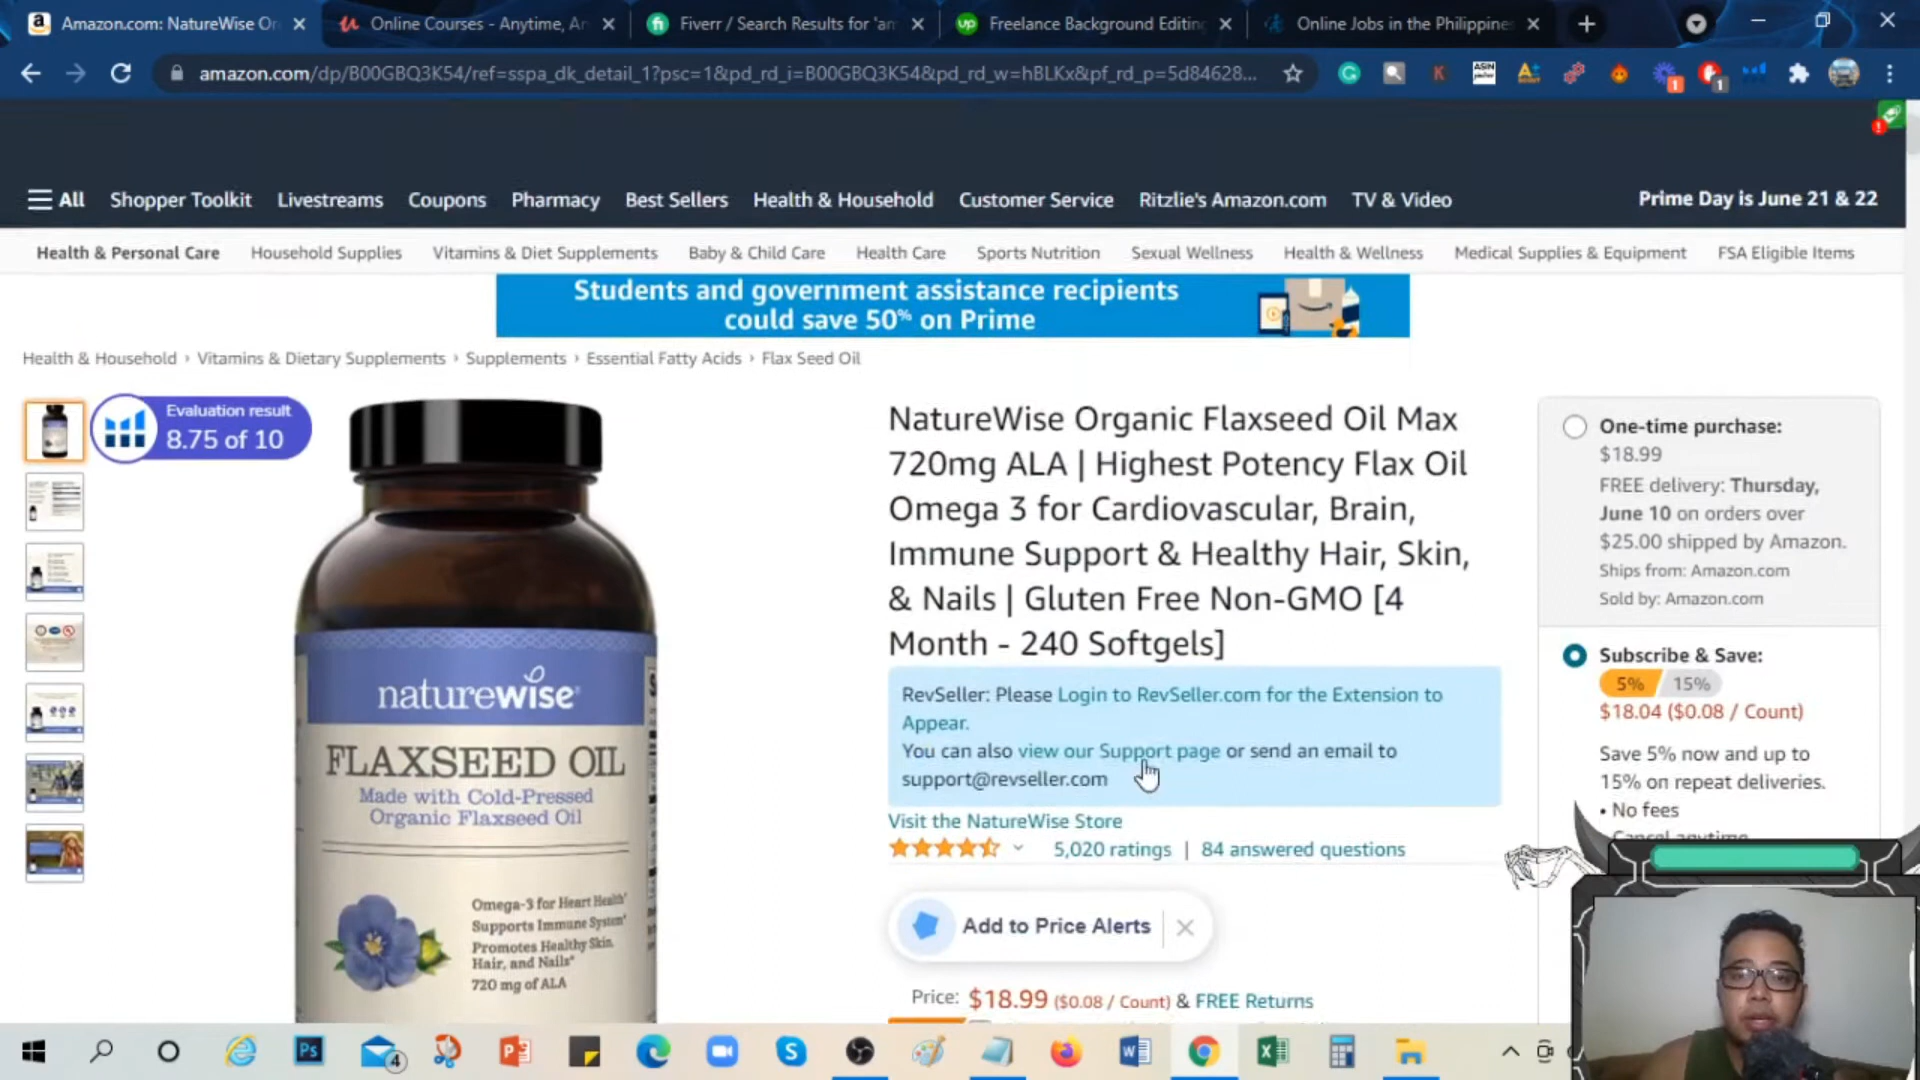 Amazon.com: NatureWise Or
Online Courses - Anytime, An
Fiverr / Search Results for 'am
Freelance Background Editing
Online Jobs in the Philippines
amazon.com/dp/B00GBQ3K54/ref=sspa_dk_detail_1?psc=1&pd_rd_i=B00GBQ3K54&pd_rd_w=hBLKx&pf_rd_p=5d84628...
All Shopper Toolkit Livestreams Coupons Pharmacy Best Sellers Health & Household Customer Service Ritzlie's Amazon.com TV & Video Prime Day is June 21 & 22
Health & Personal Care Household Supplies Vitamins & Diet Supplements Baby & Child Care Health Care Sports Nutrition Sexual Wellness Health & Wellness Medical Supplies & Equipment FSA Eligible Items
Students and government assistance recipients
could save 50% on Prime
Health & Household › Vitamins & Dietary Supplements › Supplements › Essential Fatty Acids › Flax Seed Oil
Evaluation result
8.75 of 10
naturewise
FLAXSEED OIL
Made with Cold-Pressed
Organic Flaxseed Oil
Omega-3 for Heart Health*
Supports Immune System*
Promotes Healthy Skin,
Hair, and Nails*
720 mg of ALA
NatureWise Organic Flaxseed Oil Max
720mg ALA | Highest Potency Flax Oil
Omega 3 for Cardiovascular, Brain,
Immune Support & Healthy Hair, Skin,
& Nails | Gluten Free Non-GMO [4
Month - 240 Softgels]
RevSeller: Please Login to RevSeller.com for the Extension to
Appear.
You can also view our Support page or send an email to
support@revseller.com
Visit the NatureWise Store
5,020 ratings | 84 answered questions
Add to Price Alerts
Price: $18.99 ($0.08 / Count) & FREE Returns
One-time purchase:
$18.99
FREE delivery: Thursday,
June 10 on orders over
$25.00 shipped by Amazon.
Ships from: Amazon.com
Sold by: Amazon.com
Subscribe & Save:
5% 15%
$18.04 ($0.08 / Count)
Save 5% now and up to
15% on repeat deliveries.
• No fees
Cancel anytime